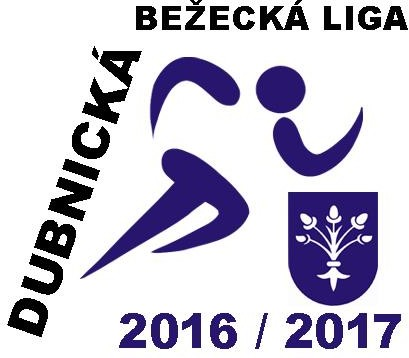 DUBNICKÁ
BEŽECKÁ LIGA
2016 / 2017